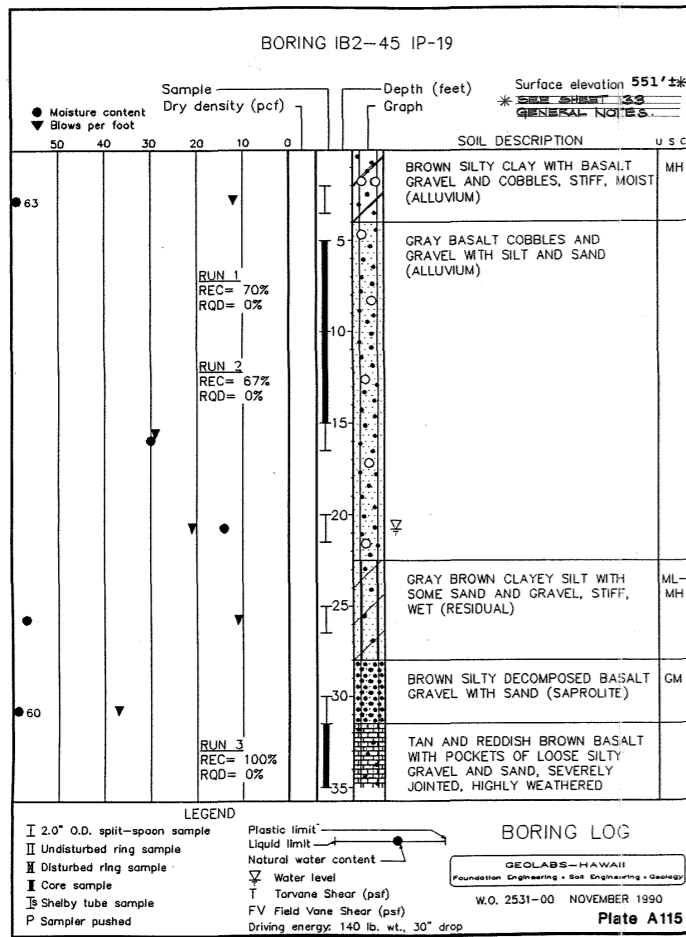 BORING IB2-45 IP-19
Surface elevation 551'±*
* SEE SHEET 33
GENERAL NOTES.
Sample
Dry density (pcf)
Depth (feet)
Graph
● Moisture content
▼ Blows per foot
SOIL DESCRIPTION U S C
50 40 30 20 10 0
BROWN SILTY CLAY WITH BASALT MH
GRAVEL AND COBBLES, STIFF, MOIST
(ALLUVIUM)
63
5
GRAY BASALT COBBLES AND
GRAVEL WITH SILT AND SAND
(ALLUVIUM)
RUN 1
REC= 70%
RQD= 0%
10
RUN 2
REC= 67%
RQD= 0%
15
20
GRAY BROWN CLAYEY SILT WITH ML-
SOME SAND AND GRAVEL, STIFF, MH
WET (RESIDUAL)
25
BROWN SILTY DECOMPOSED BASALT GM
GRAVEL WITH SAND (SAPROLITE)
30
60
RUN 3
REC= 100%
RQD= 0%
TAN AND REDDISH BROWN BASALT
WITH POCKETS OF LOOSE SILTY
GRAVEL AND SAND, SEVERELY
JOINTED, HIGHLY WEATHERED
35
LEGEND
2.0" O.D. split-spoon sample
Undisturbed ring sample
Disturbed ring sample
Core sample
s Shelby tube sample
P Sampler pushed
Plastic limit
Liquid limit
Natural water content
Water level
T Torvane Shear (psf)
FV Field Vane Shear (psf)
Driving energy: 140 lb. wt., 30" drop
BORING LOG
GEOLABS-HAWAII
Foundation Engineering • Soil Engineering • Geology
W.O. 2531-00 NOVEMBER 1990
Plate A115